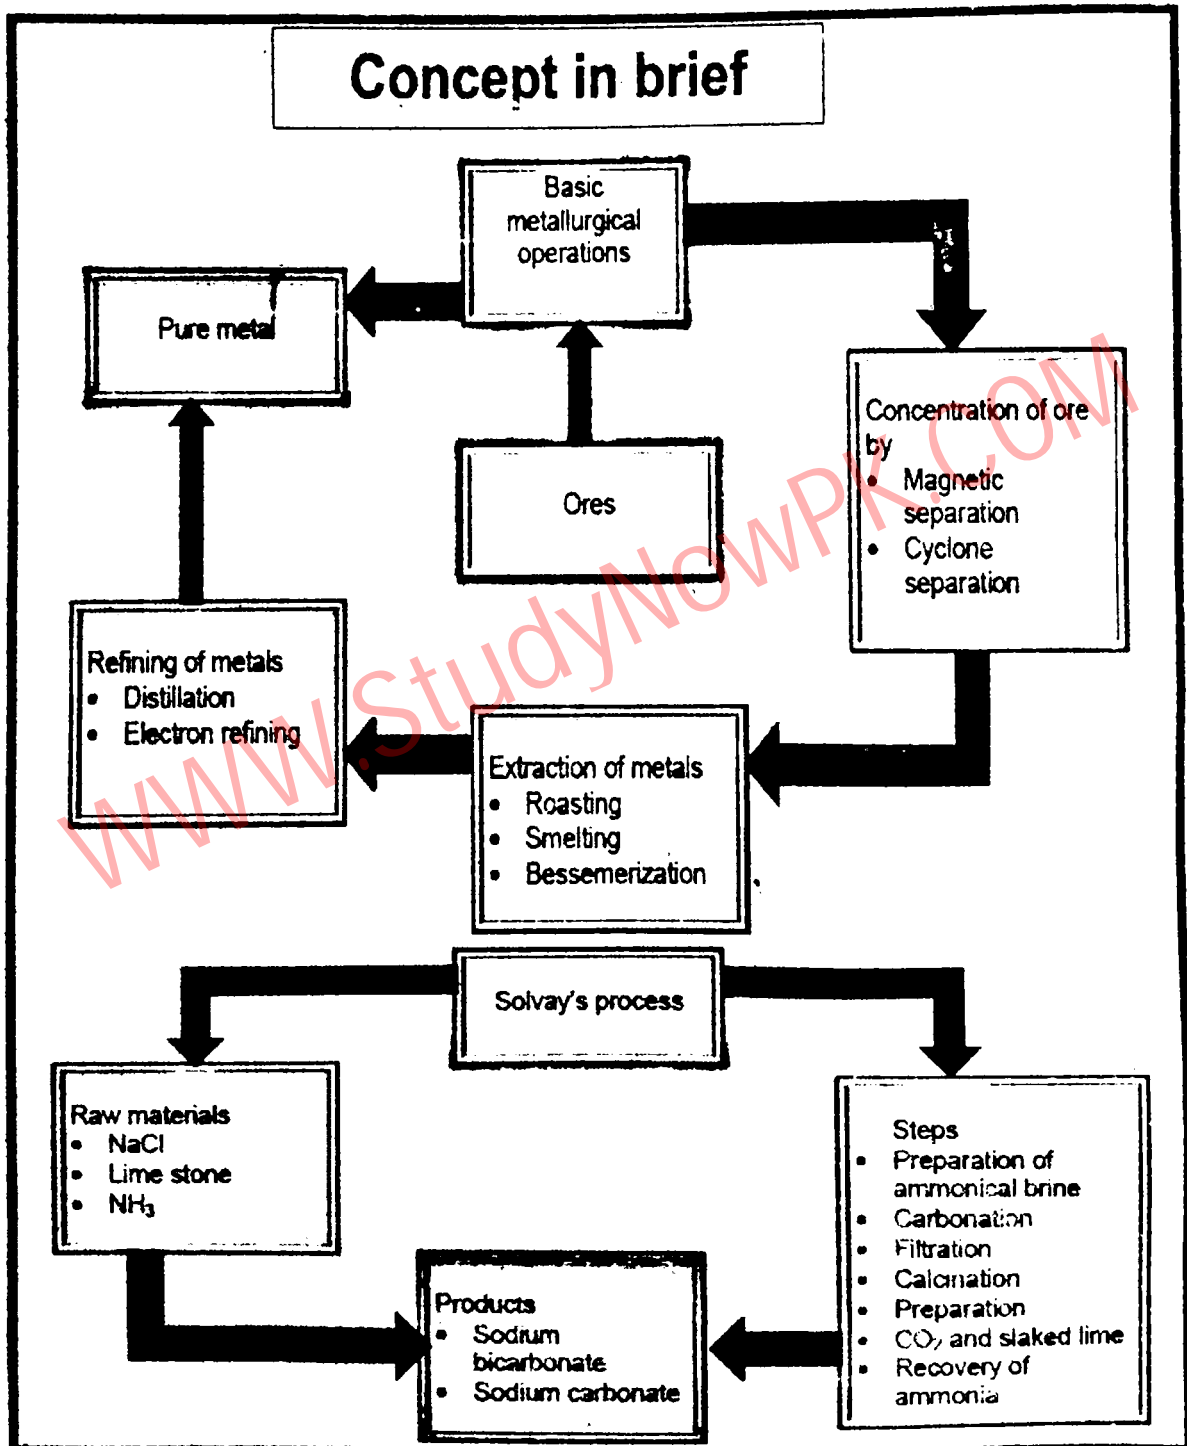 Concept in brief
Basic
metallurgical
operations
Pure metal
Concentration of ore
by
• Magnetic
separation
• Cyclone
separation
Ores
Refining of metals
• Distillation
• Electron refining
Extraction of metals
• Roasting
• Smelting
• Bessemerization
WWW.StudyNowPK.COM
Solvay's process
Raw materials
• NaCl
• Lime stone
• NH₃
Steps
• Preparation of
ammonical brine
• Carbonation
• Filtration
• Calcination
• Preparation
• CO₂ and slaked lime
• Recovery of
ammonia
Products
• Sodium
bicarbonate
• Sodium carbonate